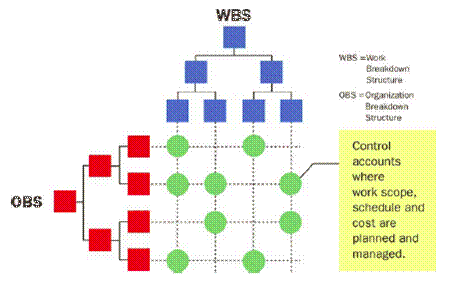 WBS
WBS =Work
Breakdown
Structure
OBS =Organization
Breakdown
Structure
OBS
Control
accounts
where
work scope,
schedule and
cost are
planned and
managed.